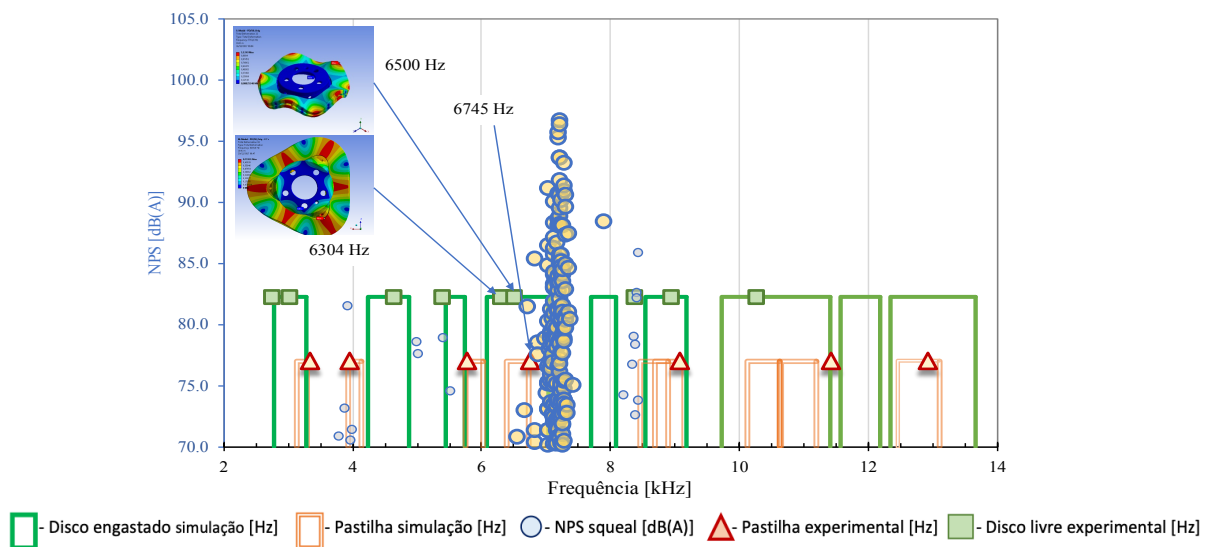 105.0
100.0
95.0
90.0
85.0
80.0
75.0
70.0
NPS [dB(A)]
6500 Hz
6745 Hz
6304 Hz
2
4
6
8
10
12
14
Frequência [kHz]
- Disco engastado simulação [Hz]
- Pastilha simulação [Hz]
- NPS squeal [dB(A)]
- Pastilha experimental [Hz]
- Disco livre experimental [Hz]